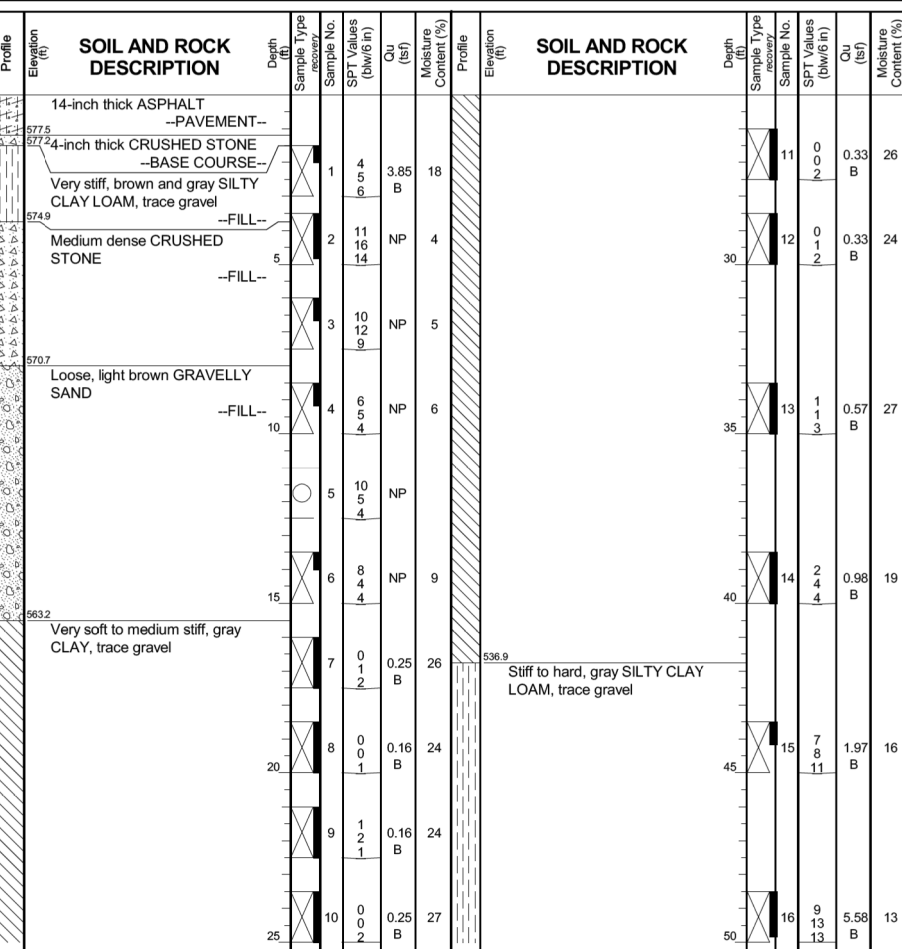 Profile
Elevation
(ft)
SOIL AND ROCK
DESCRIPTION
Depth
(ft)
Sample Type
recovery
Sample No.
SPT Values
(blw/6 in)
Qu
(tsf)
Moisture
Content (%)
14-inch thick ASPHALT
--PAVEMENT--
577.5
577.2
4-inch thick CRUSHED STONE
--BASE COURSE--
Very stiff, brown and gray SILTY
CLAY LOAM, trace gravel
--FILL--
1
4
5
6
3.85
B
18
574.9
Medium dense CRUSHED
STONE
--FILL--
5
2
11
16
14
NP
4
3
10
12
9
NP
5
570.7
Loose, light brown GRAVELLY
SAND
--FILL--
10
4
6
5
4
NP
6
5
10
5
4
NP
15
6
8
4
4
NP
9
563.2
Very soft to medium stiff, gray
CLAY, trace gravel
7
0
1
2
0.25
B
26
20
8
0
0
1
0.16
B
24
9
1
2
1
0.16
B
24
25
10
0
0
2
0.25
B
27
Profile
Elevation
(ft)
SOIL AND ROCK
DESCRIPTION
Depth
(ft)
Sample Type
recovery
Sample No.
SPT Values
(blw/6 in)
Qu
(tsf)
Moisture
Content (%)
11
0
0
2
0.33
B
26
30
12
0
1
2
0.33
B
24
35
13
1
1
3
0.57
B
27
40
14
2
4
4
0.98
B
19
536.9
Stiff to hard, gray SILTY CLAY
LOAM, trace gravel
45
15
7
8
11
1.97
B
16
50
16
9
13
13
5.58
B
13